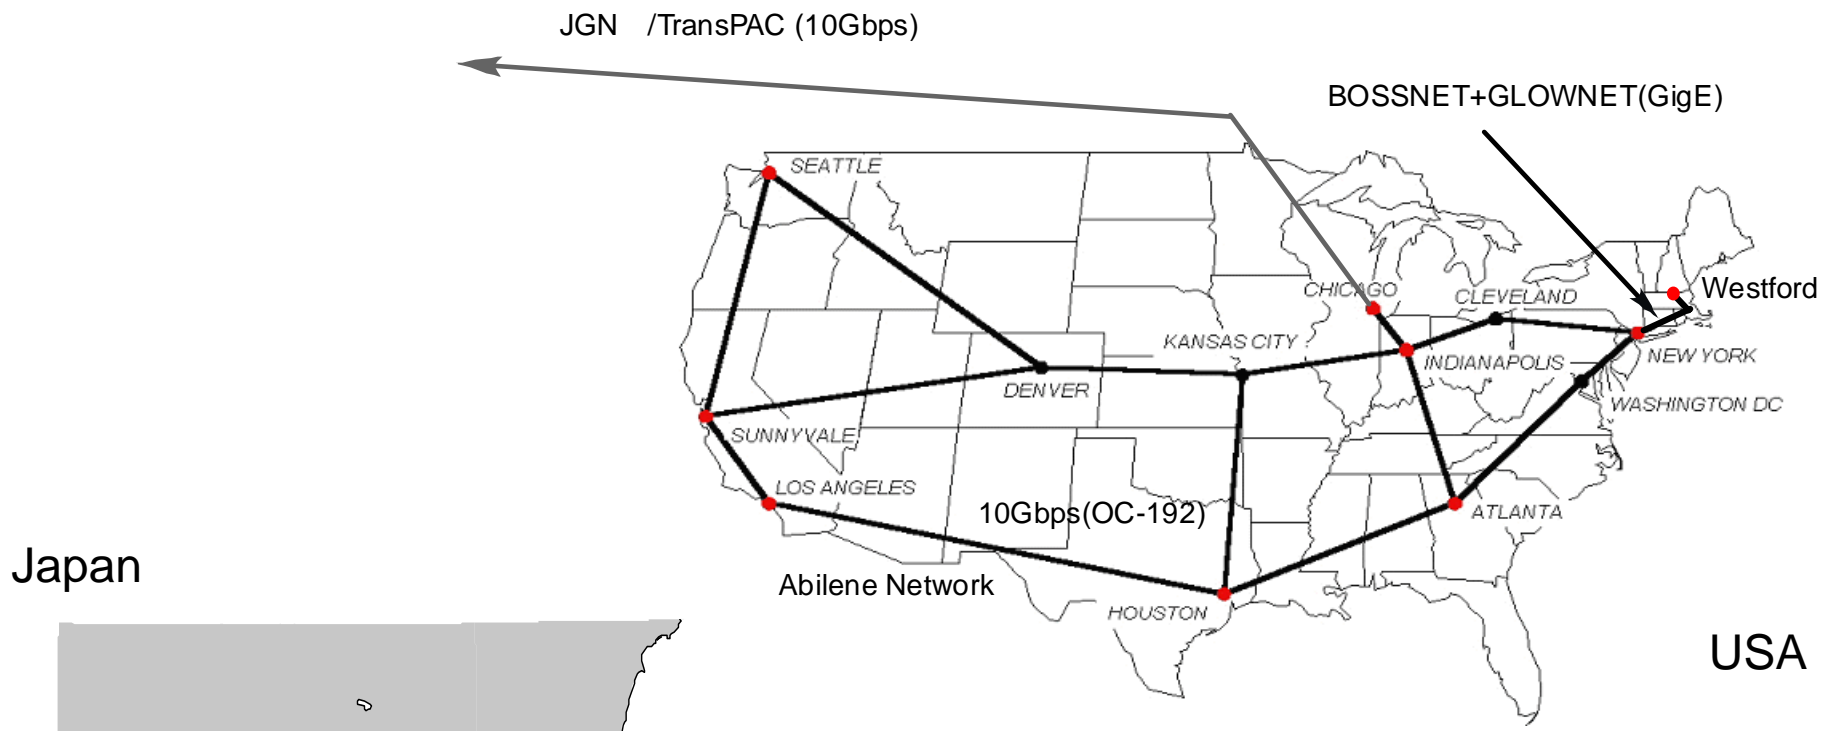 JGN /TransPAC (10Gbps)
BOSSNET+GLOWNET(GigE)
SEATTLE
Westford
CHICAGO
CLEVELAND
KANSAS CITY
NEW YORK
INDIANAPOLIS
DENVER
WASHINGTON DC
SUNNYVALE
LOS ANGELES
10Gbps(OC-192)
ATLANTA
Japan
Abilene Network
HOUSTON
USA